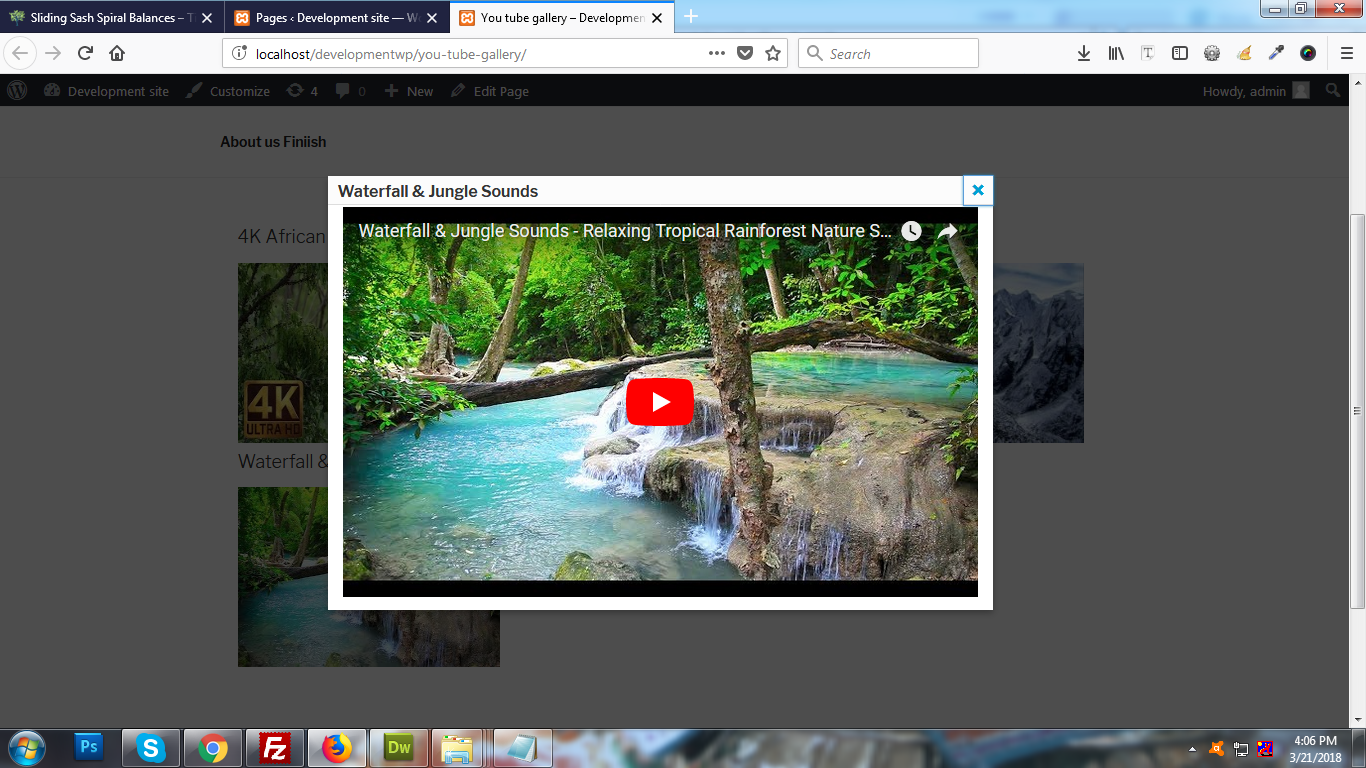 Sliding Sash Spiral Balances – T
Pages ‹ Development site — W
You tube gallery – Developmen
localhost/developmentwp/you-tube-gallery/
Search
Development site
Customize
4
0
New
Edit Page
Howdy, admin
About us Finiish
Waterfall & Jungle Sounds
Waterfall & Jungle Sounds - Relaxing Tropical Rainforest Nature S...
4K African
4K
ULTRA HD
Waterfall &
Ps
S
Fz
Dw
4:06 PM
3/21/2018